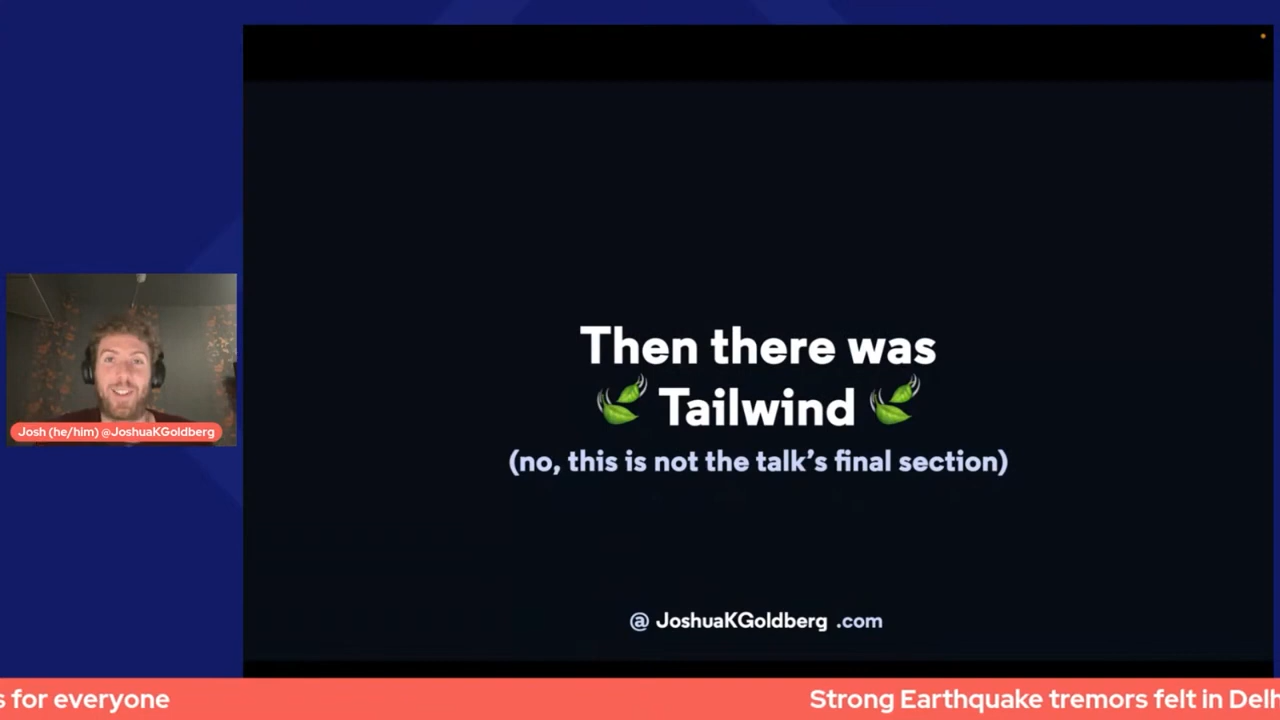 Then there was
Tailwind
(no, this is not the talk's final section)
@ JoshuaKGoldberg .com
Josh (he/him) @JoshuaKGoldberg
s for everyone
Strong Earthquake tremors felt in Delh